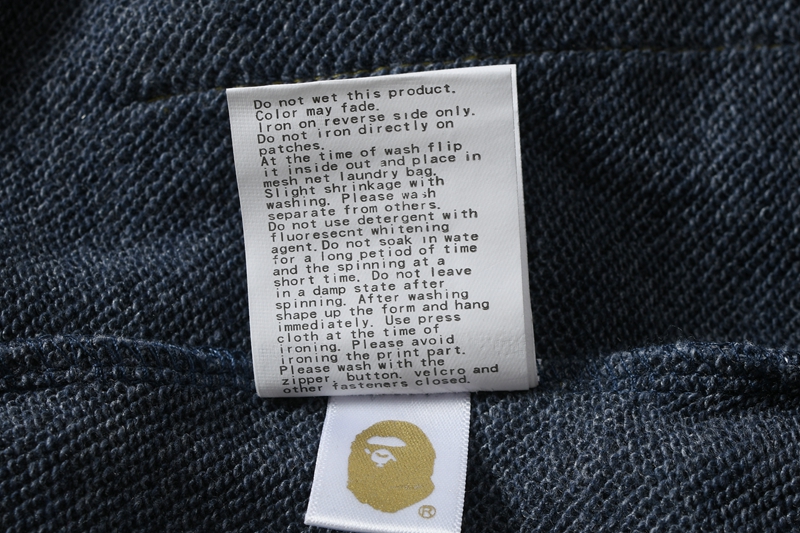 Do not wet this product.
Color may fade.
Iron on reverse side only.
Do not iron directly on
patches.
At the time of wash flip
it inside out and place in
mesh net laundry bag.
Slight shrinkage with
washing. Please wash
separate from others.
Do not use detergent with
fluoresecnt whitening
agent. Do not soak in wate
for a long petiod of time
and the spinning at a
short time. Do not leave
in a damp state after
spinning. After washing
shape up the form and hang
immediately. Use press
cloth at the time of
ironing. Please avoid
ironing the print part.
Please wash with the
zipper, button, velcro and
other fasteners closed.
®